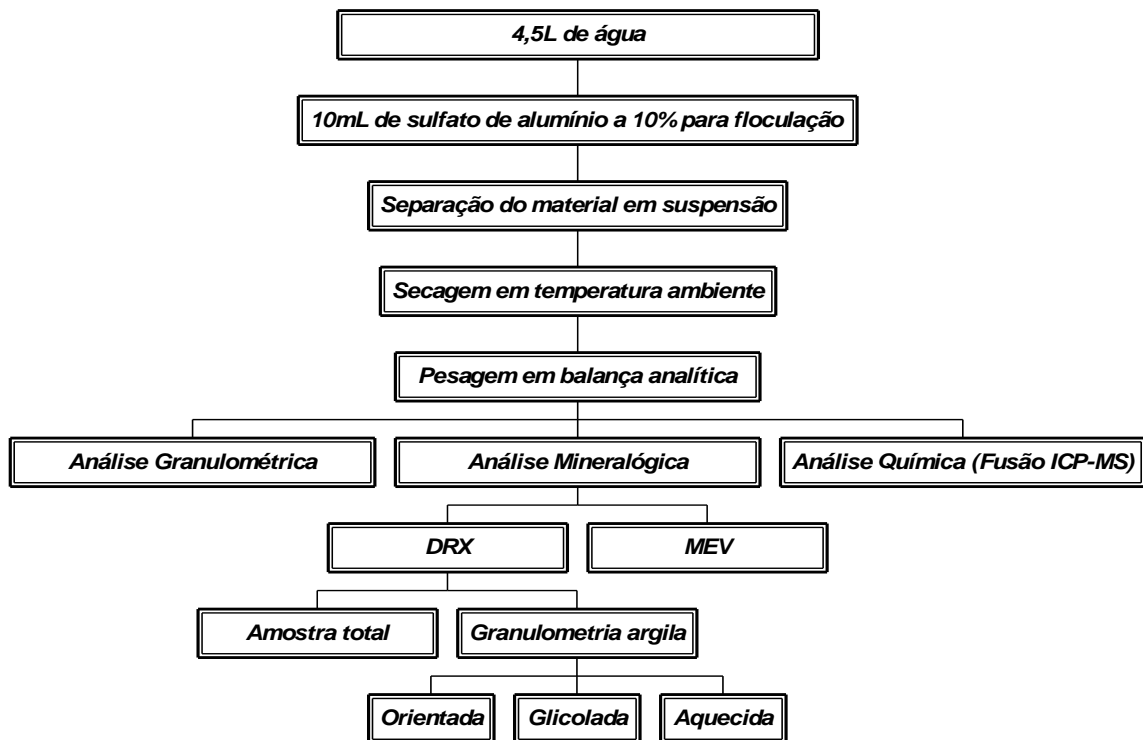 4,5L de água
10mL de sulfato de alumínio a 10% para floculação
Separação do material em suspensão
Secagem em temperatura ambiente
Pesagem em balança analítica
Análise Granulométrica
Análise Mineralógica
Análise Química (Fusão ICP-MS)
DRX
MEV
Amostra total
Granulometria argila
Orientada
Glicolada
Aquecida